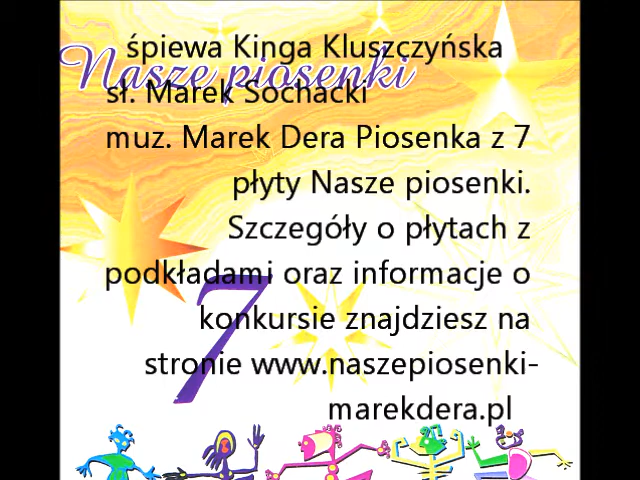 śpiewa Kinga Kluszczyńska
Nasze piosenki
sł. Marek Sochacki
muz. Marek Dera Piosenka z 7
płyty Nasze piosenki.
Szczegóły o płytach z
podkładami oraz informacje o
7
konkursie znajdziesz na
stronie www.naszepiosenki-
marekdera.pl